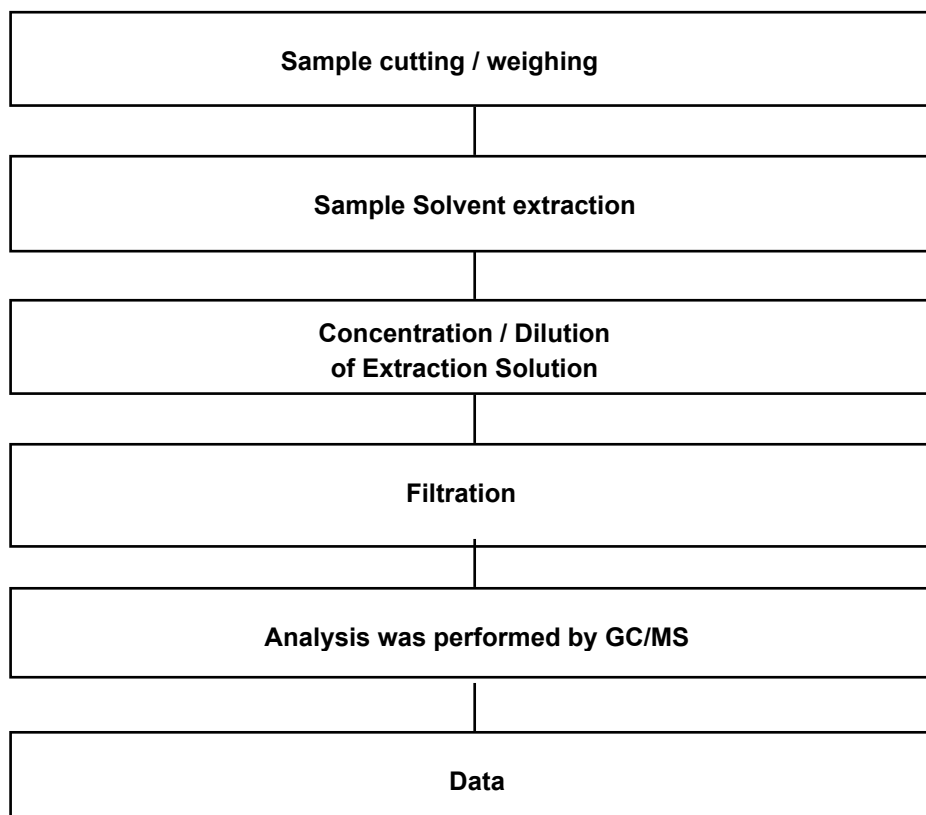 Sample cutting / weighing
Sample Solvent extraction
Concentration / Dilution
of Extraction Solution
Filtration
Analysis was performed by GC/MS
Data